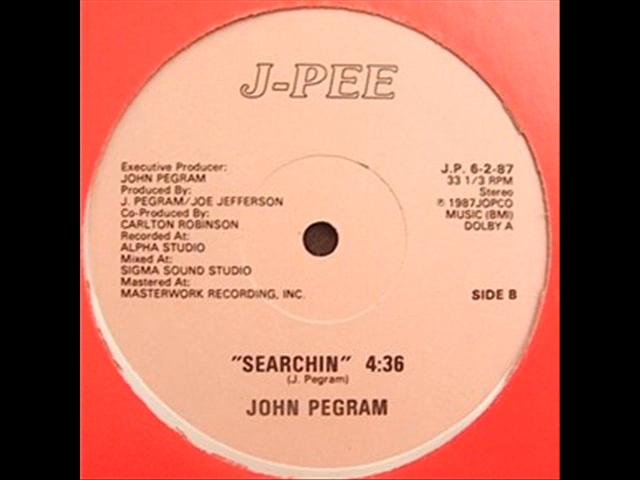 J-PEE
Executive Producer:
JOHN PEGRAM
Produced By:
J. PEGRAM/JOE JEFFERSON
Co-Produced By:
CARLTON ROBINSON
Recorded At:
ALPHA STUDIO
Mixed At:
SIGMA SOUND STUDIO
Mastered At:
MASTERWORK RECORDING, INC.
J.P. 6-2-87
33 1/3 RPM
Stereo
℗ 1987JOPCO
MUSIC (BMI)
DOLBY A
SIDE B
"SEARCHIN" 4:36
(J. Pegram)
JOHN PEGRAM